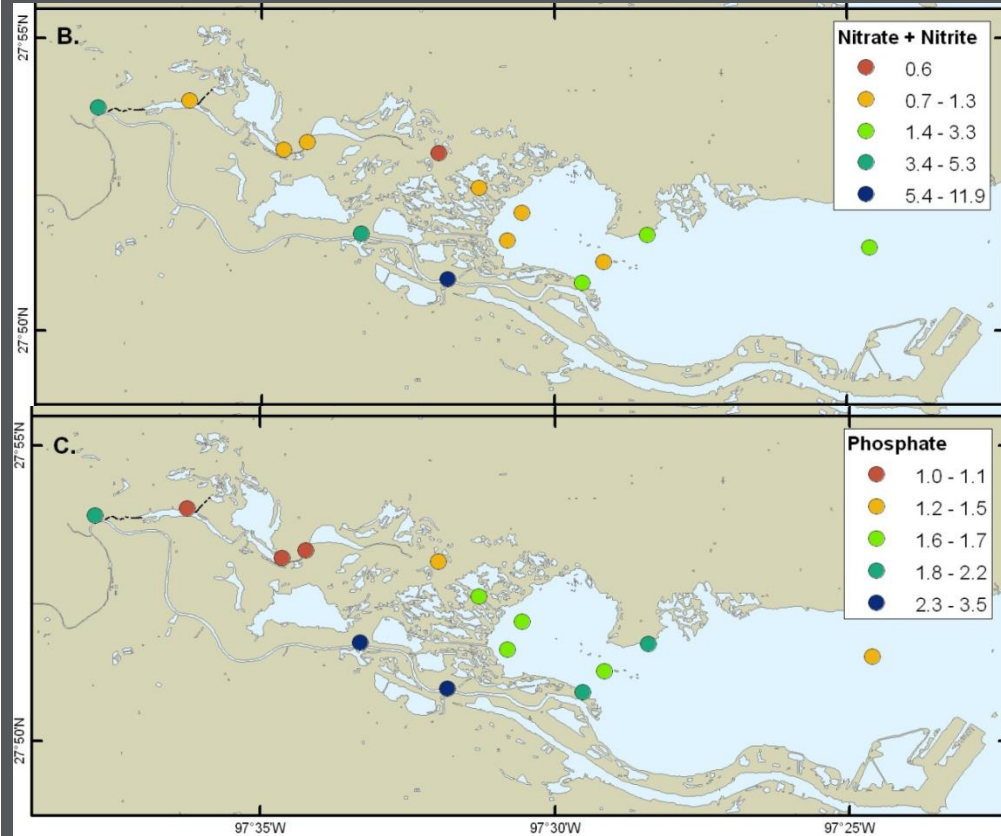 B.
27°55'N
27°50'N
Nitrate + Nitrite
0.6
0.7 - 1.3
1.4 - 3.3
3.4 - 5.3
5.4 - 11.9
C.
27°55'N
27°50'N
Phosphate
1.0 - 1.1
1.2 - 1.5
1.6 - 1.7
1.8 - 2.2
2.3 - 3.5
97°35'W
97°30'W
97°25'W